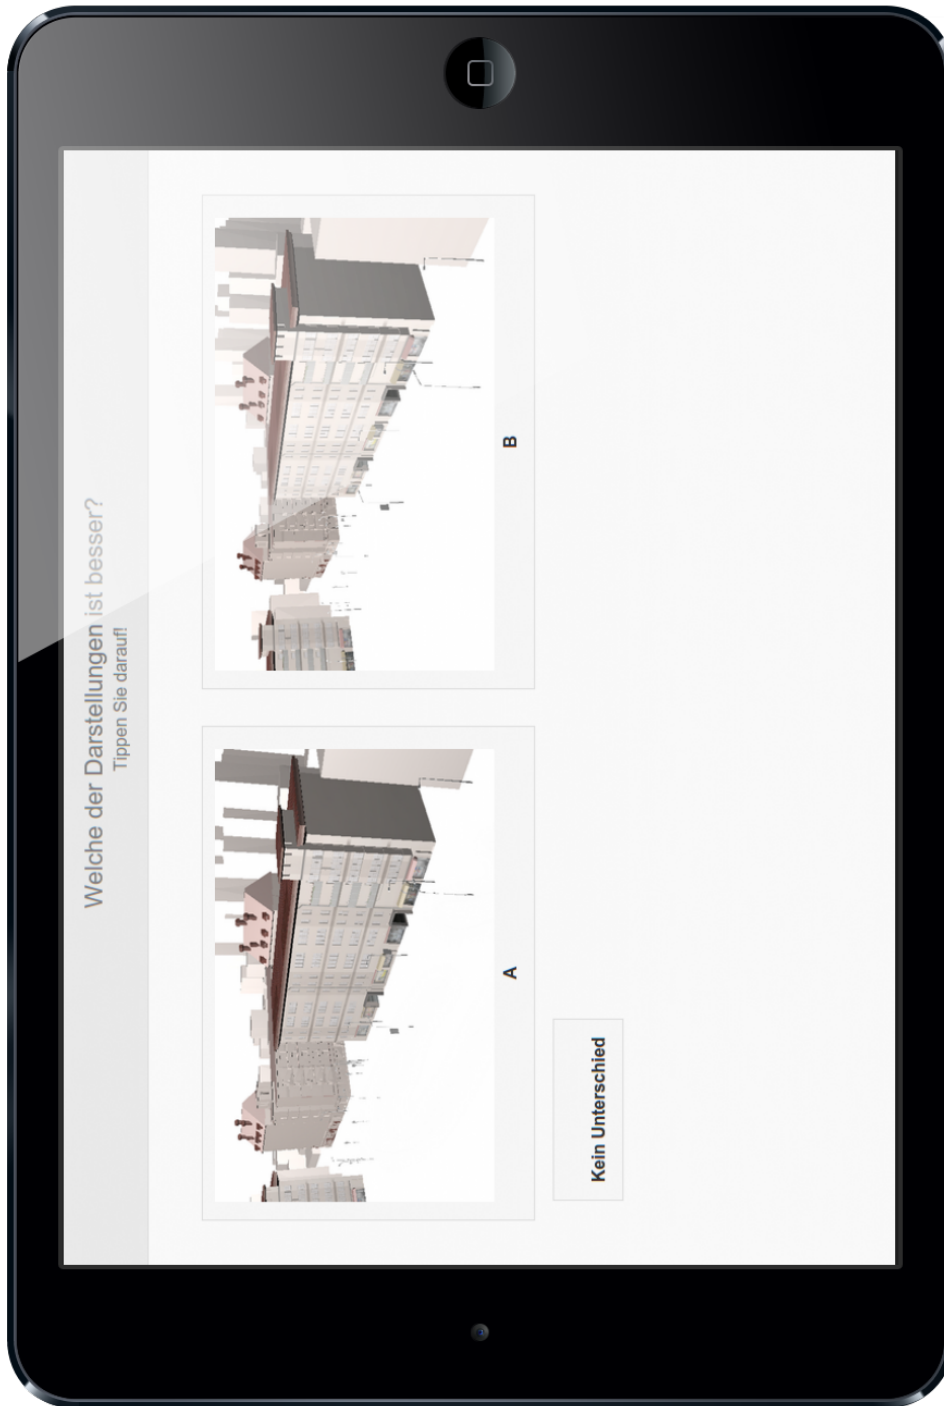 Welche der Darstellungen ist besser?
Tippen Sie darauf!
A
B
Kein Unterschied